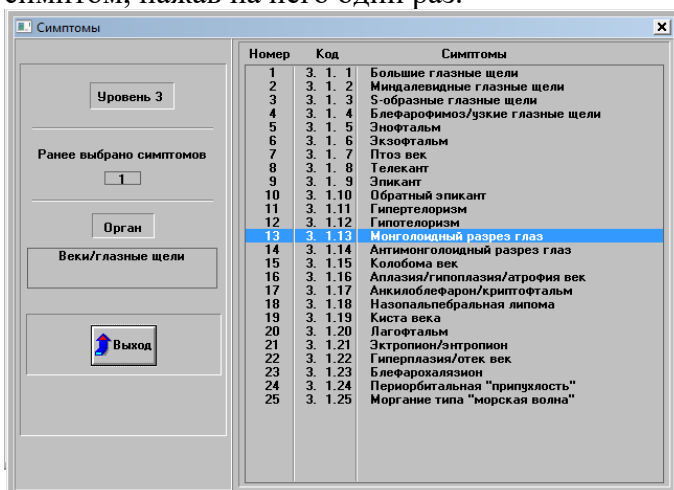 симптом, нажав на него один раз.
Симптомы
Уровень 3
Ранее выбрано симптомов
1
Орган
Веки/глазные щели
Выход
Номер Код Симптомы
1 3. 1. 1 Большие глазные щели
2 3. 1. 2 Миндалевидные глазные щели
3 3. 1. 3 S-образные глазные щели
4 3. 1. 4 Блефарофимоз/узкие глазные щели
5 3. 1. 5 Энофтальм
6 3. 1. 6 Экзофтальм
7 3. 1. 7 Птоз век
8 3. 1. 8 Телекант
9 3. 1. 9 Эпикант
10 3. 1.10 Обратный эпикант
11 3. 1.11 Гипертелоризм
12 3. 1.12 Гипотелоризм
13 3. 1.13 Монголоидный разрез глаз
14 3. 1.14 Антимонголоидный разрез глаз
15 3. 1.15 Колобома век
16 3. 1.16 Аплазия/гипоплазия/атрофия век
17 3. 1.17 Анкилоблефарон/криптофтальм
18 3. 1.18 Назопальпебральная липома
19 3. 1.19 Киста века
20 3. 1.20 Лагофтальм
21 3. 1.21 Эктропион/энтропион
22 3. 1.22 Гиперплазия/отек век
23 3. 1.23 Блефарохалязион
24 3. 1.24 Периорбитальная "припухлость"
25 3. 1.25 Моргание типа "морская волна"